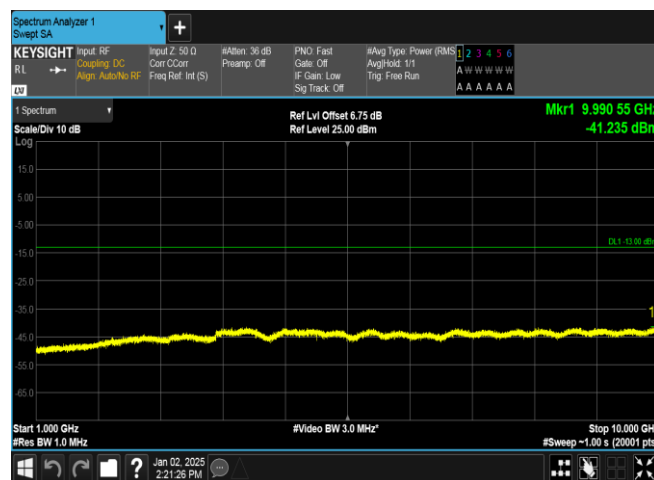 Spectrum Analyzer 1
Swept SA
+
KEYSIGHT
RL
LXI
Input: RF
Coupling: DC
Align: Auto/No RF
Input Z: 50 Ω
Corr CCorr
Freq Ref: Int (S)
#Atten: 36 dB
Preamp: Off
PNO: Fast
Gate: Off
IF Gain: Low
Sig Track: Off
#Avg Type: Power (RMS
Avg|Hold: 1/1
Trig: Free Run
1 2 3 4 5 6
A W W W W W
A A A A A A
1 Spectrum
Scale/Div 10 dB
Log
Ref Lvl Offset 6.75 dB
Ref Level 25.00 dBm
Mkr1 9.990 55 GHz
-41.235 dBm
15.0
5.00
-5.00
DL1 -13.00 dBm
-15.0
-25.0
-35.0
1
-45.0
-55.0
-65.0
Start 1.000 GHz
#Video BW 3.0 MHz*
Stop 10.000 GHz
#Res BW 1.0 MHz
#Sweep ~1.00 s (20001 pts
?
Jan 02, 2025
2:21:26 PM